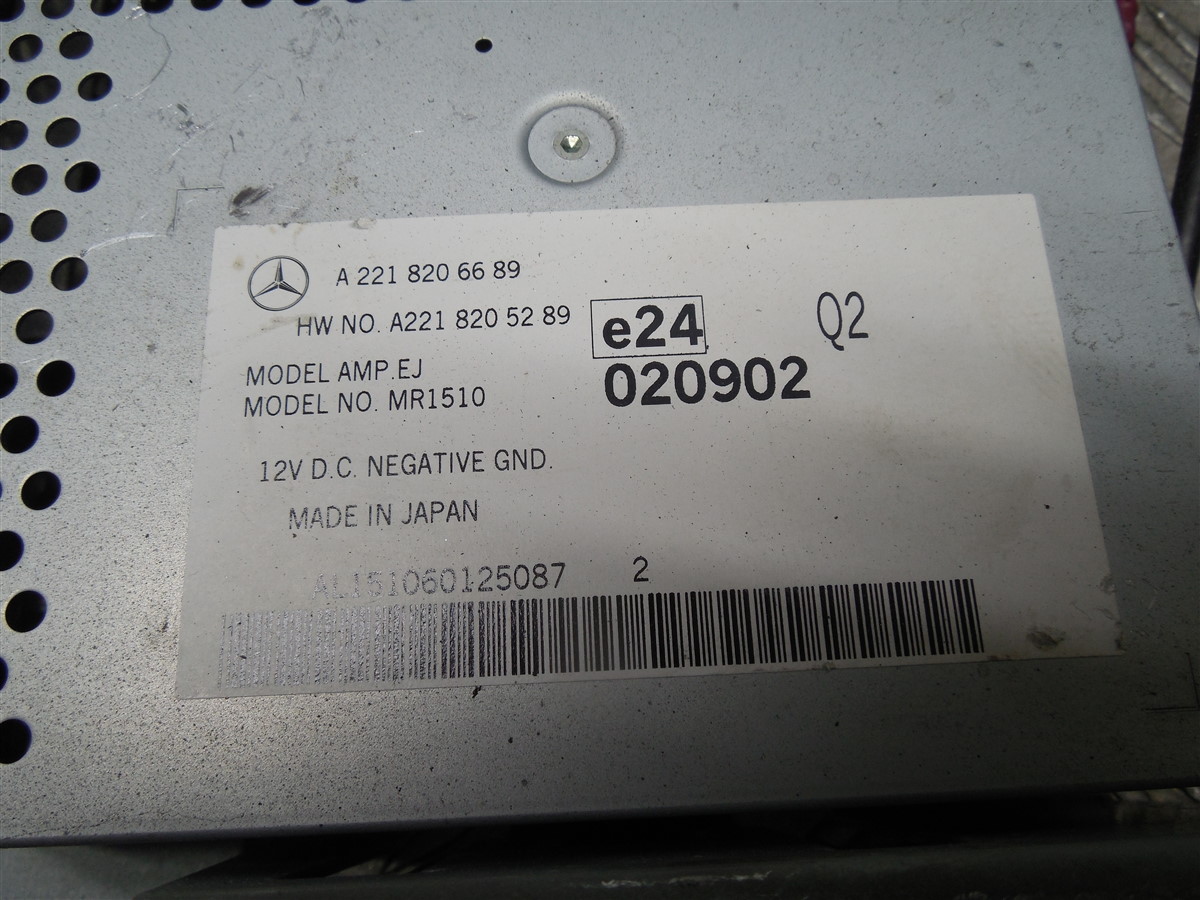 A 221 820 66 89
HW NO. A221 820 52 89
e24
Q2
020902
MODEL AMP.EJ
MODEL NO. MR1510
12V D.C. NEGATIVE GND.
MADE IN JAPAN
AL151060125087 2